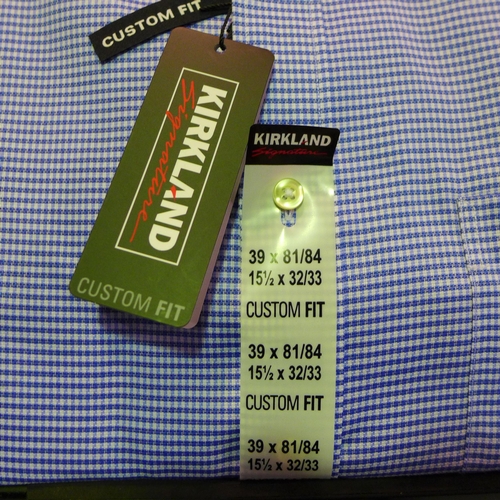 CUSTOM FIT
KIRKLAND
Signature
CUSTOM FIT
KIRKLAND
Signature
39 x 81/84
15½ x 32/33
CUSTOM FIT
39 x 81/84
15½ x 32/33
CUSTOM FIT
39 x 81/84
15½ x 32/33